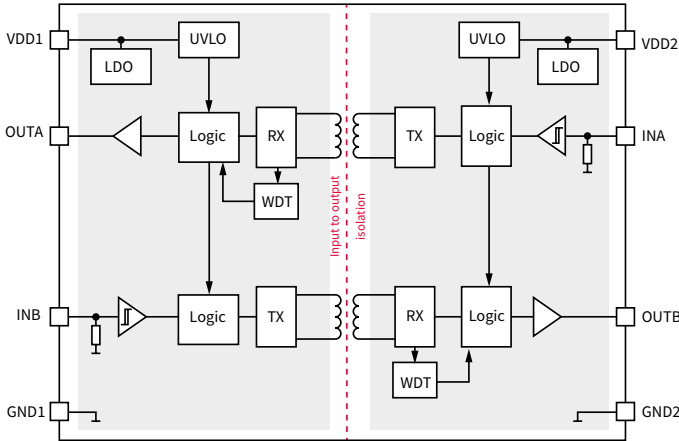 VDD1
UVLO
LDO
UVLO
VDD2
LDO
OUTA
Logic
RX
TX
Logic
INA
WDT
Input to output
isolation
INB
Logic
TX
RX
Logic
OUTB
WDT
GND1
GND2